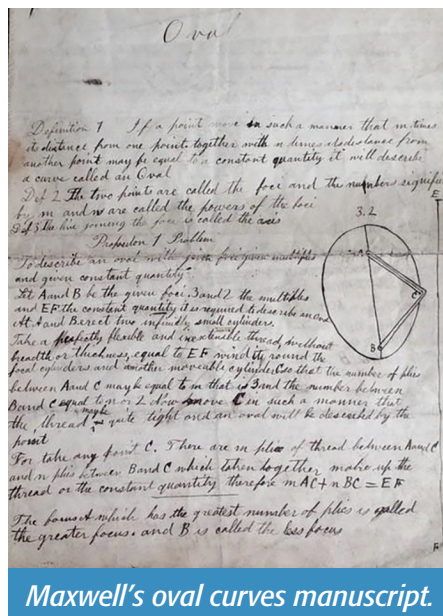 Oval
Definition 1 If a point move in such a manner that m times
its distance from one point together with n times its distance from
another point may be equal to a constant quantity it will describe
a curve called an Oval
Def 2 The two points are called the foci and the numbers signified
by m and n are called the powers of the foci
Def 3 the line joining the foci is called the axis
Proposition 1 Problem
3.2
E
To describe an oval with given foci given multiples
and given constant quantity
Let A and B be the given foci 3 and 2 the multiples
and EF the constant quantity it is required to describe an oval
At A and B erect two infinitely small cylinders.
Take a perfectly flexible and inextensible thread without
breadth or thickness equal to EF wind it round the
focal cylinders and another moveable cylinder C so that the number of plies
between A and C may be equal to m that is 3 and the number between
B and C equal to n or 2 Now move C in such a manner that
the thread may be quite tight and an oval will be described by the
point
A
C
B
For take any point C. There are m plies of thread between A and C
and n plies between B and C which taken together make up the
thread or the constant quantity therefore m AC + n BC = EF
The focus A which has the greatest number of plies is called
the greater focus. and B is called the less focus
F
Maxwell's oval curves manuscript.